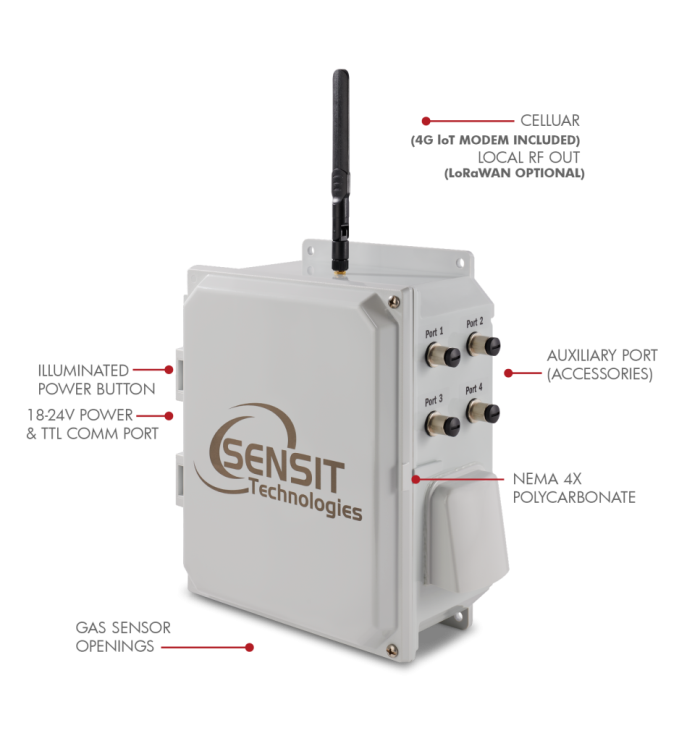 CELLUAR
(4G IoT MODEM INCLUDED)
LOCAL RF OUT
(LoRaWAN OPTIONAL)
Port 1
Port 2
AUXILIARY PORT
(ACCESSORIES)
ILLUMINATED
POWER BUTTON
Port 3
Port 4
18-24V POWER
& TTL COMM PORT
SENSIT
Technologies
NEMA 4X
POLYCARBONATE
GAS SENSOR
OPENINGS